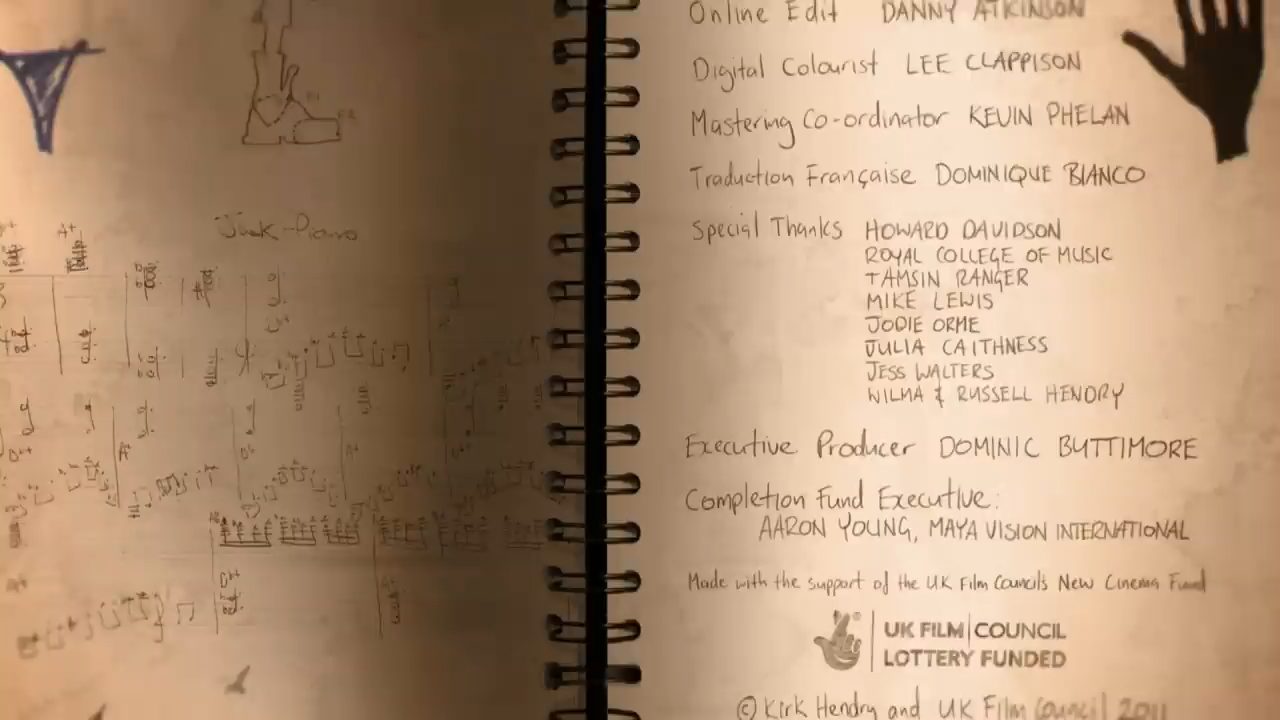 Junk-Piano
Online Edit DANNY ATKINSON
Digital Colourist LEE CLAPPISON
Mastering Co-ordinator KEVIN PHELAN
Traduction Française DOMINIQUE BIANCO
Special Thanks HOWARD DAVIDSON
ROYAL COLLEGE OF MUSIC
TAMSIN RANGER
MIKE LEWIS
JODIE ORME
JULIA CAITHNESS
JESS WALTERS
WILMA & RUSSELL HENDRY
Executive Producer DOMINIC BUTTIMORE
Completion Fund Executive:
AARON YOUNG, MAYA VISION INTERNATIONAL
Made with the support of the UK Film Council's New Cinema Fund
UK FILM COUNCIL
LOTTERY FUNDED
© Kirk Hendry and UK Film Council 2011